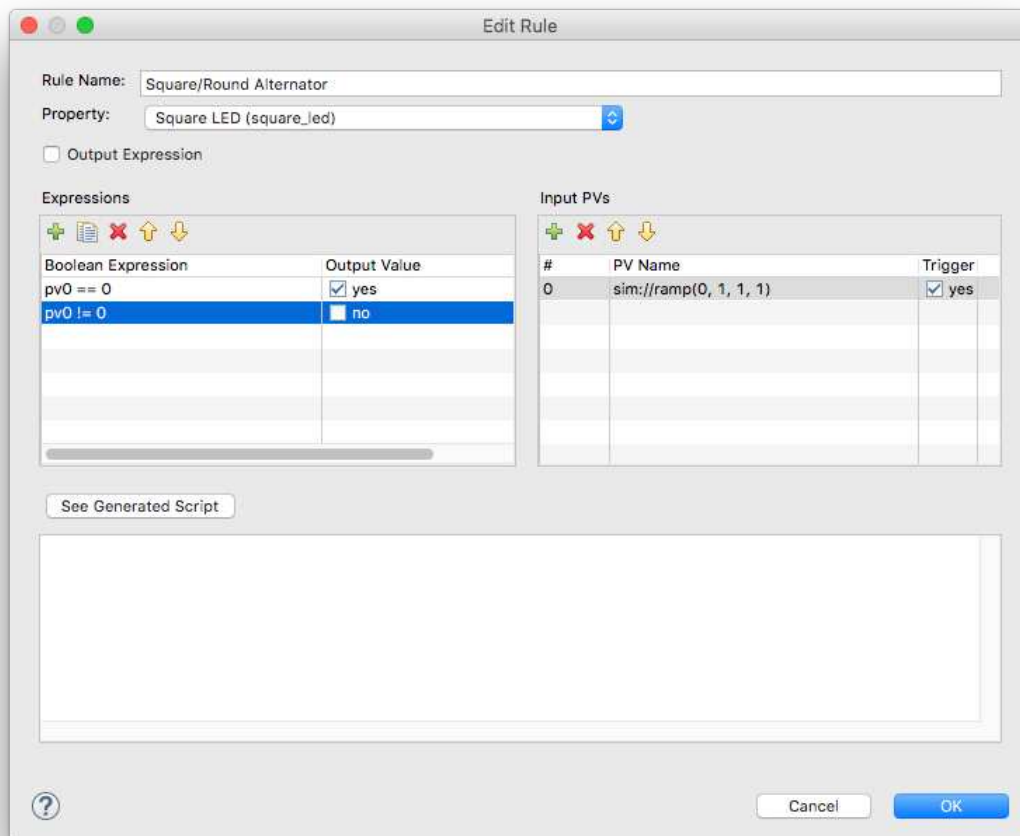 Edit Rule
Rule Name: Square/Round Alternator
Property: Square LED (square_led)
Output Expression
Expressions
Boolean Expression Output Value
pv0 == 0 yes
pv0 != 0 no
Input PVs
# PV Name Trigger
0 sim://ramp(0, 1, 1, 1) yes
See Generated Script
?
Cancel OK